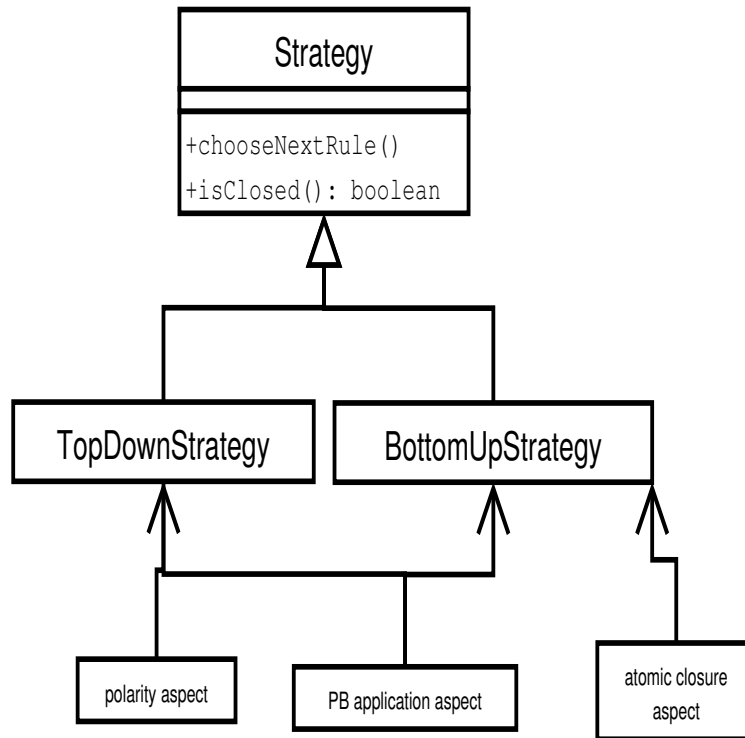 Strategy
+chooseNextRule()
+isClosed(): boolean
TopDownStrategy
BottomUpStrategy
polarity aspect
PB application aspect
atomic closure
aspect